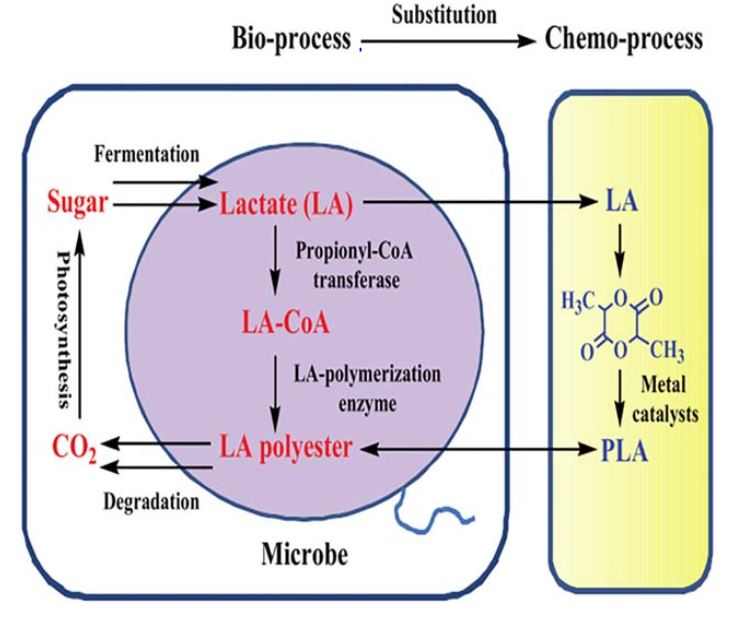 Substitution
Bio-process
Chemo-process
Fermentation
Sugar
Lactate (LA)
LA
Propionyl-CoA
transferase
Photosynthesis
H₃C
O
O
LA-CoA
O
O
CH₃
LA-polymerization
enzyme
Metal
catalysts
CO₂
LA polyester
PLA
Degradation
Microbe